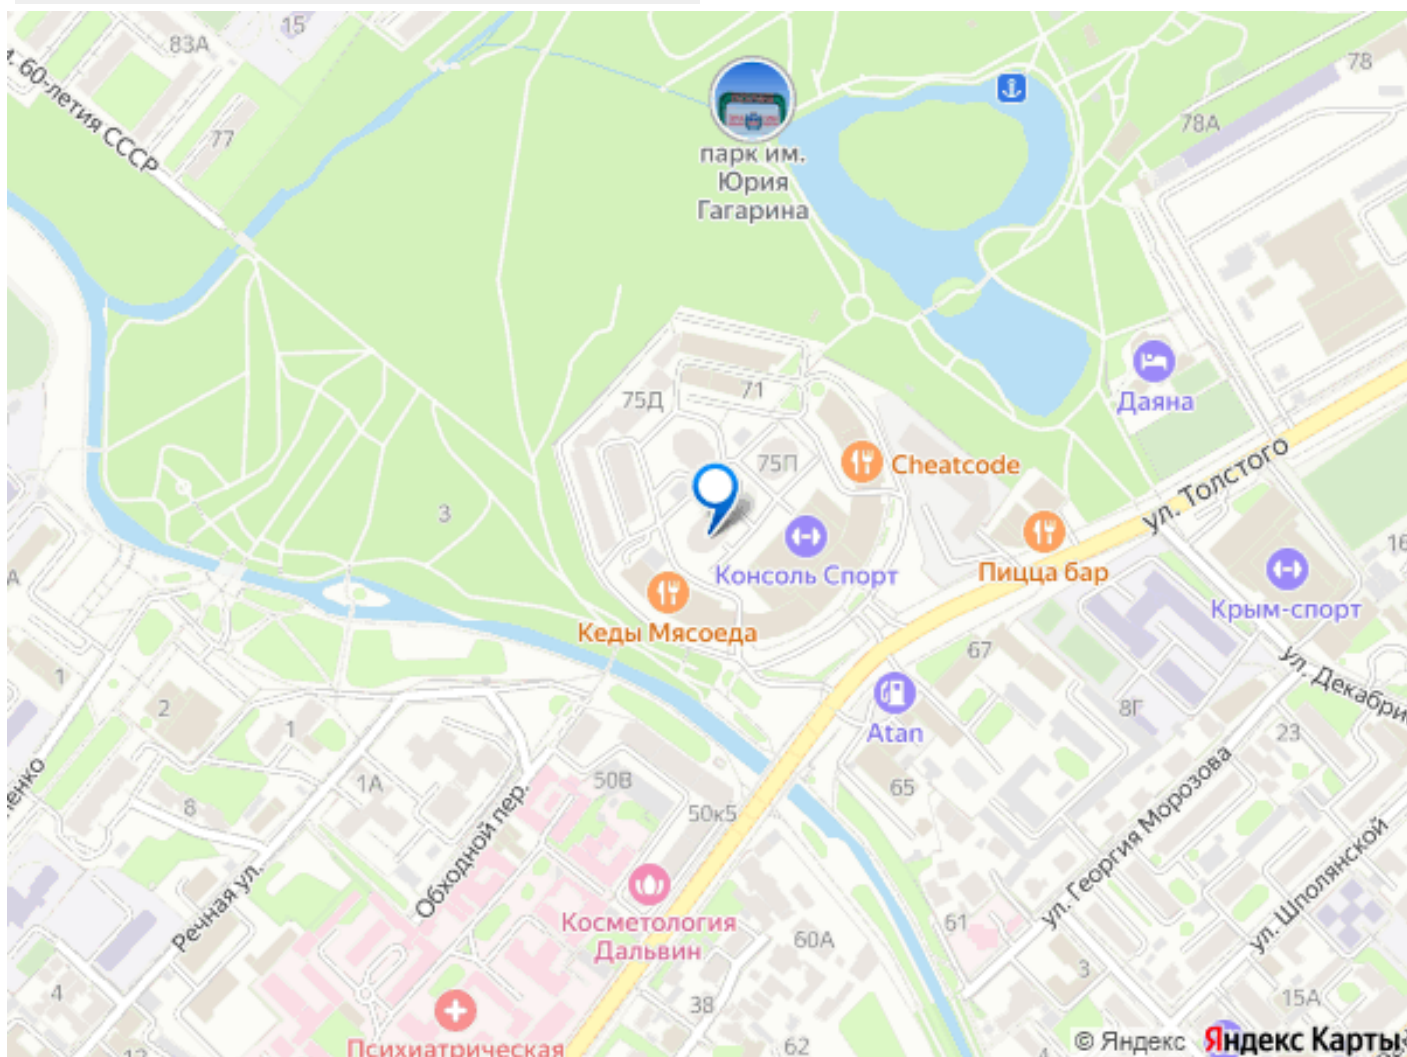 15
83А
78
л. 60-летия СССР
77
78А
парк им.
Юрия
Гагарина
Даяна
75Д
71
75П
Cheatcode
ул. Толстого
3
16
Консоль Спорт
Пицца бар
Крым-спорт
Кеды Мясоеда
67
1
2
1
8Г
ул. Декабри
Atan
23
енко
1А
50В
65
8
50к5
Обходной пер.
ул. Георгия Морозова
Речная ул.
ул. Шполянской
Косметология
Дальвин
60А
61
3
4
38
15А
12
Психиатрическая
62
© Яндекс Яндекс Карты